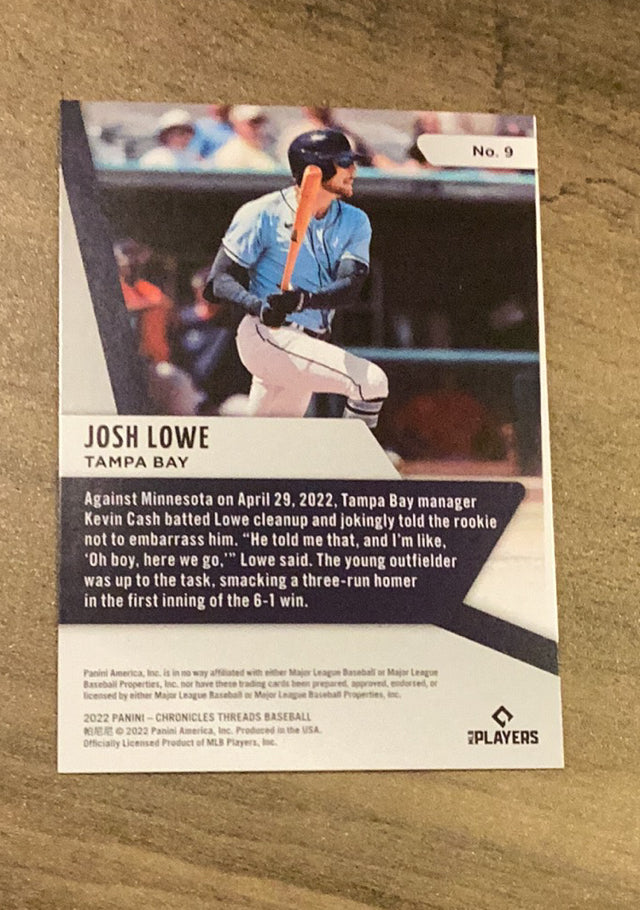 No. 9
JOSH LOWE
TAMPA BAY
Against Minnesota on April 29, 2022, Tampa Bay manager
Kevin Cash batted Lowe cleanup and jokingly told the rookie
not to embarrass him. “He told me that, and I’m like,
‘Oh boy, here we go,’” Lowe said. The young outfielder
was up to the task, smacking a three-run homer
in the first inning of the 6-1 win.
Panini America, Inc. is in no way affiliated with either Major League Baseball or Major League
Baseball Properties, Inc. nor have these trading cards been prepared, approved, endorsed, or
licensed by either Major League Baseball or Major League Baseball Properties, Inc.
2022 PANINI – CHRONICLES THREADS BASEBALL
帕尼尼 © 2022 Panini America, Inc. Produced in the USA.
Officially Licensed Product of MLB Players, Inc.
MLB PLAYERS